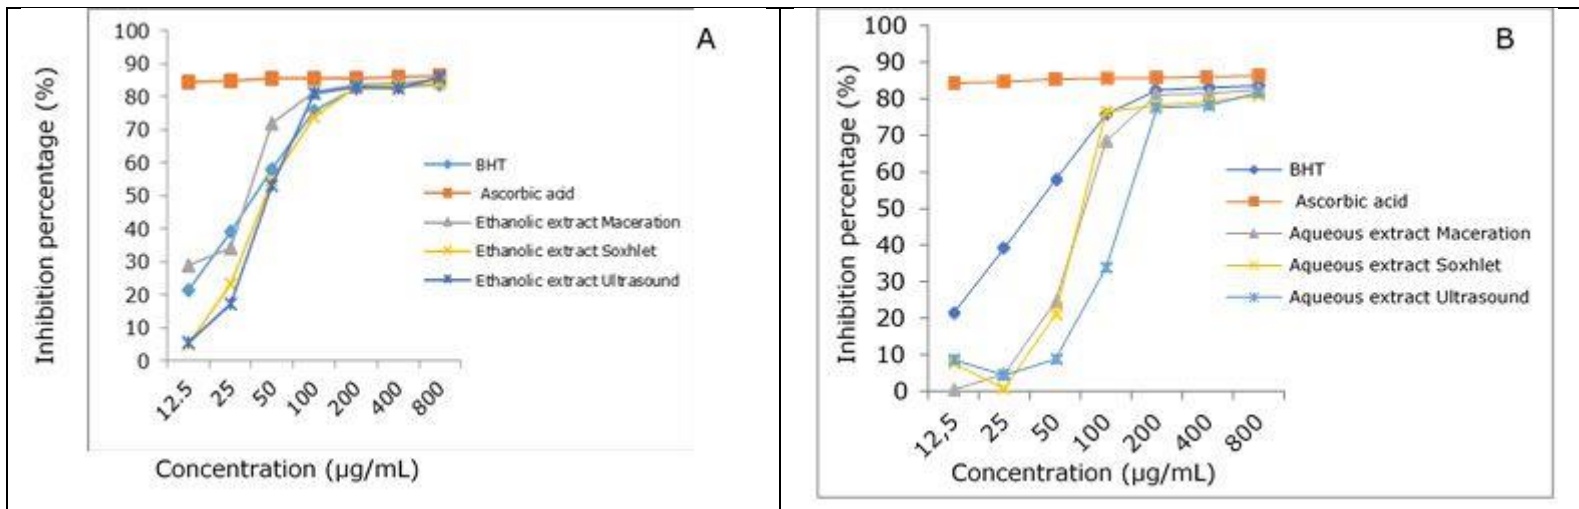 A
Inhibition percentage (%)
100
90
80
70
60
50
40
30
20
10
0
12.5
25
50
100
200
400
800
Concentration (µg/mL)
BHT
Ascorbic acid
Ethanolic extract Maceration
Ethanolic extract Soxhlet
Ethanolic extract Ultrasound
B
Inhibition percentage (%)
100
90
80
70
60
50
40
30
20
10
0
12,5
25
50
100
200
400
800
Concentration (µg/mL)
BHT
Ascorbic acid
Aqueous extract Maceration
Aqueous extract Soxhlet
Aqueous extract Ultrasound